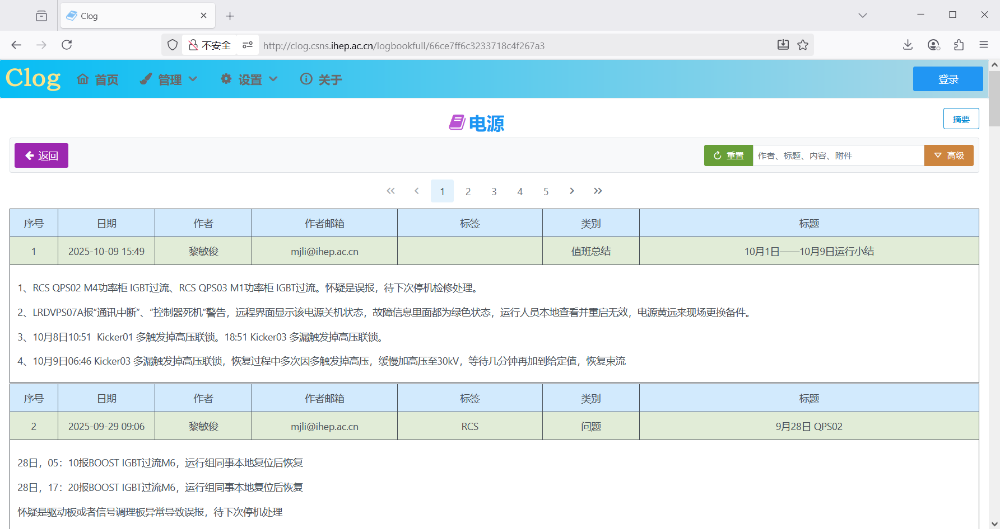 Clog
不安全
http://clog.csns.ihep.ac.cn/logbookfull/66ce7ff6c3233718c4f267a3
Clog 首页 管理 设置 关于 登录
电源
摘要
返回
重置 作者、标题、内容、附件 高级
1 2 3 4 5
序号 日期 作者 作者邮箱 标签 类别 标题
1 2025-10-09 15:49 黎敏俊 mjli@ihep.ac.cn 值班总结 10月1日——10月9日运行小结
1、RCS QPS02 M4功率柜 IGBT过流、RCS QPS03 M1功率柜 IGBT过流。怀疑是误报，待下次停机检修处理。
2、LRDVPS07A报“通讯中断”、“控制器死机”警告，远程界面显示该电源关机状态，故障信息里面都为绿色状态，运行人员本地查看并重启无效，电源黄远来现场更换备件。
3、10月8日10:51  Kicker01 多触发掉高压联锁。18:51 Kicker03 多漏触发掉高压联锁。
4、10月9日06:46 Kicker03 多漏触发掉高压联锁，恢复过程中多次因多触发掉高压，缓慢加高压至30kV，等待几分钟再加到给定值，恢复束流
序号 日期 作者 作者邮箱 标签 类别 标题
2 2025-09-29 09:06 黎敏俊 mjli@ihep.ac.cn RCS 问题 9月28日 QPS02
28日，05：10报BOOST IGBT过流M6，运行组同事本地复位后恢复
28日，17：20报BOOST IGBT过流M6，运行组同事本地复位后恢复
怀疑是驱动板或者信号调理板异常导致误报，待下次停机处理